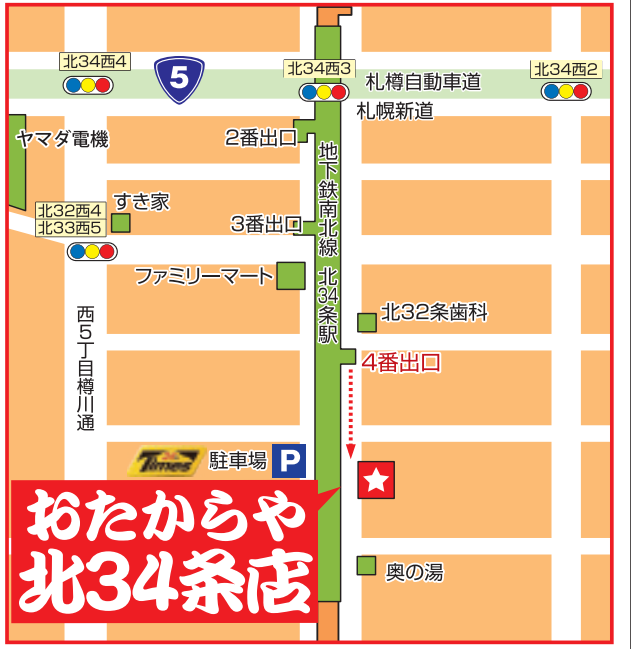 北34西4
5
北34西3
北34西2
札樽自動車道
札幌新道
ヤマダ電機
2番出口
地下鉄南北線 北34条駅
すき家
北32西4
北33西5
3番出口
ファミリーマート
北32条歯科
西5丁目樽川通
4番出口
Times
駐車場
P
おたからや
北34条店
奥の湯